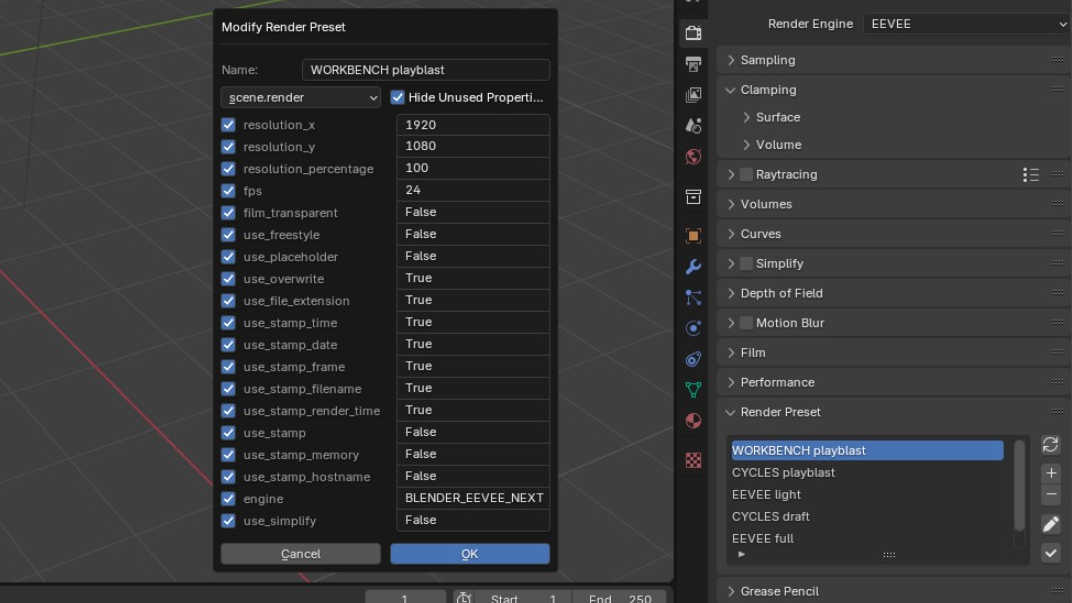 Modify Render Preset
Name: WORKBENCH playblast
scene.render Hide Unused Properti...
resolution_x 1920
resolution_y 1080
resolution_percentage 100
fps 24
film_transparent False
use_freestyle False
use_placeholder False
use_overwrite True
use_file_extension True
use_stamp_time True
use_stamp_date True
use_stamp_frame True
use_stamp_filename True
use_stamp_render_time True
use_stamp False
use_stamp_memory False
use_stamp_hostname False
engine BLENDER_EEVEE_NEXT
use_simplify False
Cancel OK
1 Start 1 End 250
Render Engine EEVEE
Sampling
Clamping
Surface
Volume
Raytracing
Volumes
Curves
Simplify
Depth of Field
Motion Blur
Film
Performance
Render Preset
WORKBENCH playblast
CYCLES playblast
EEVEE light
CYCLES draft
EEVEE full
Grease Pencil